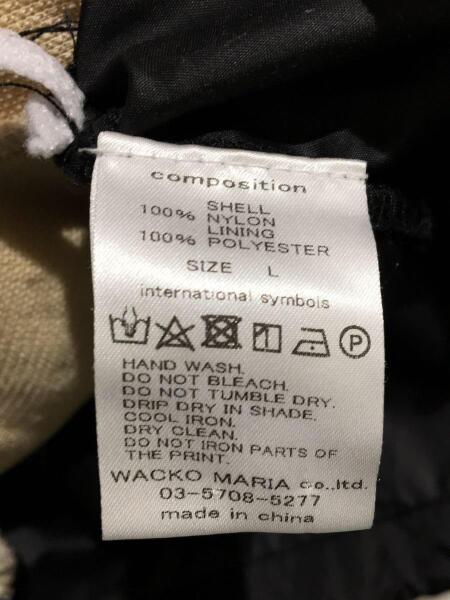 composition
SHELL
100% NYLON
LINING
100% POLYESTER
SIZE L
international symbols
P
HAND WASH.
DO NOT BLEACH.
DO NOT TUMBLE DRY.
DRIP DRY IN SHADE.
COOL IRON.
DRY CLEAN.
DO NOT IRON PARTS OF
THE PRINT.
WACKO MARIA co.,ltd.
03-5708-5277
made in china